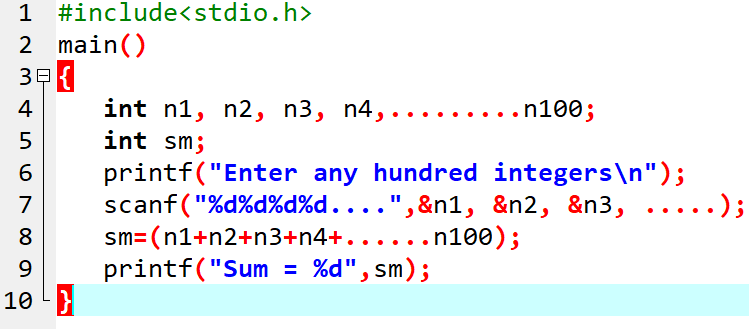 1 #include<stdio.h>
2 main()
3 {
4 int n1, n2, n3, n4,.........n100;
5 int sm;
6 printf("Enter any hundred integers\n");
7 scanf("%d%d%d%d....",&n1, &n2, &n3, .....);
8 sm=(n1+n2+n3+n4+......n100);
9 printf("Sum = %d",sm);
10 }